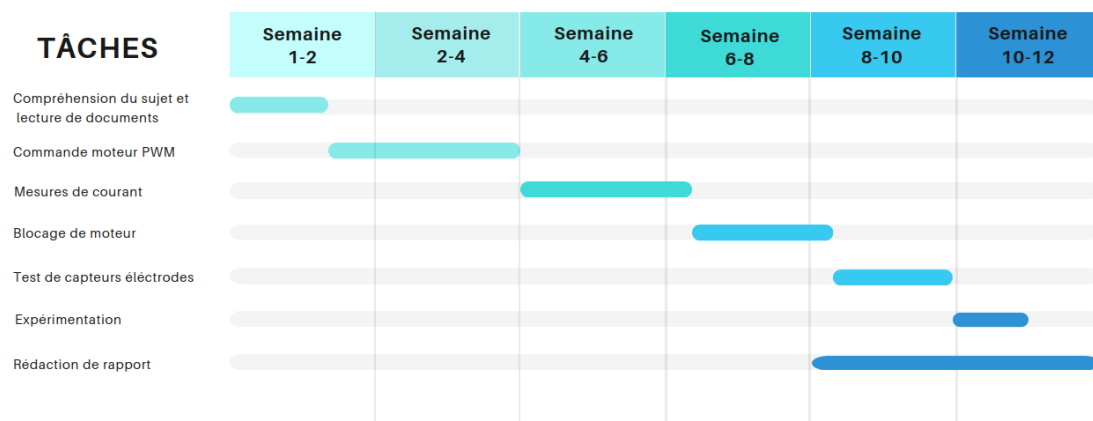 TÂCHES
Semaine
1-2
Semaine
2-4
Semaine
4-6
Semaine
6-8
Semaine
8-10
Semaine
10-12
Compréhension du sujet et
lecture de documents
Commande moteur PWM
Mesures de courant
Blocage de moteur
Test de capteurs éléctrodes
Expérimentation
Rédaction de rapport